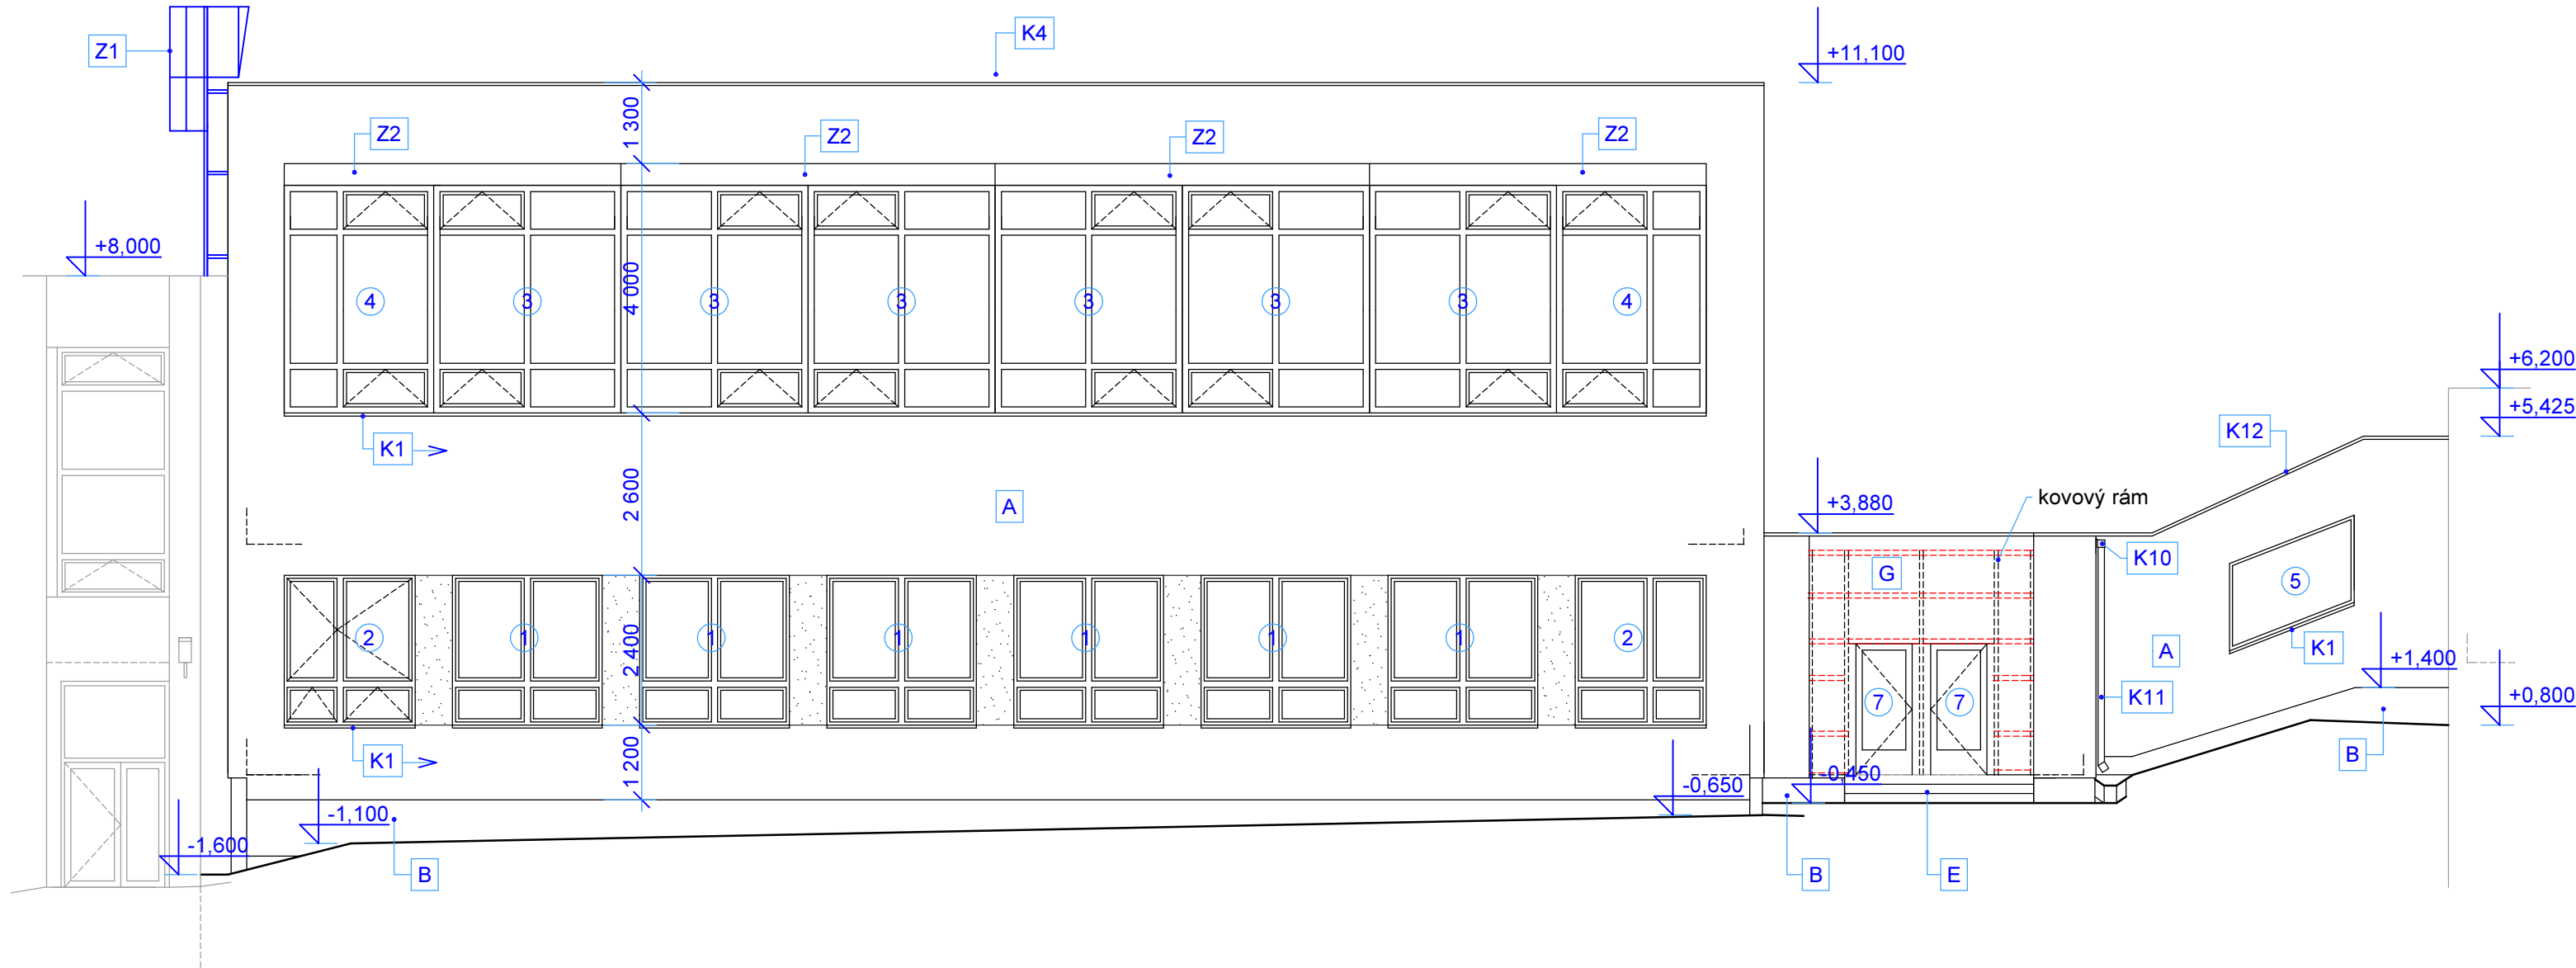 Z1
K4
+11,100
1 300
Z2
Z2
Z2
Z2
+8,000
4
3
4 000
3
3
3
3
3
4
+6,200
+5,425
K1
K12
2 600
A
+3,880
kovový rám
K10
G
5
2
1
2 400
1
1
1
1
1
2
A
K1
+1,400
7
7
K11
+0,800
K1
1 200
B
-0,650
-0,450
-1,100
-1,600
B
B
E